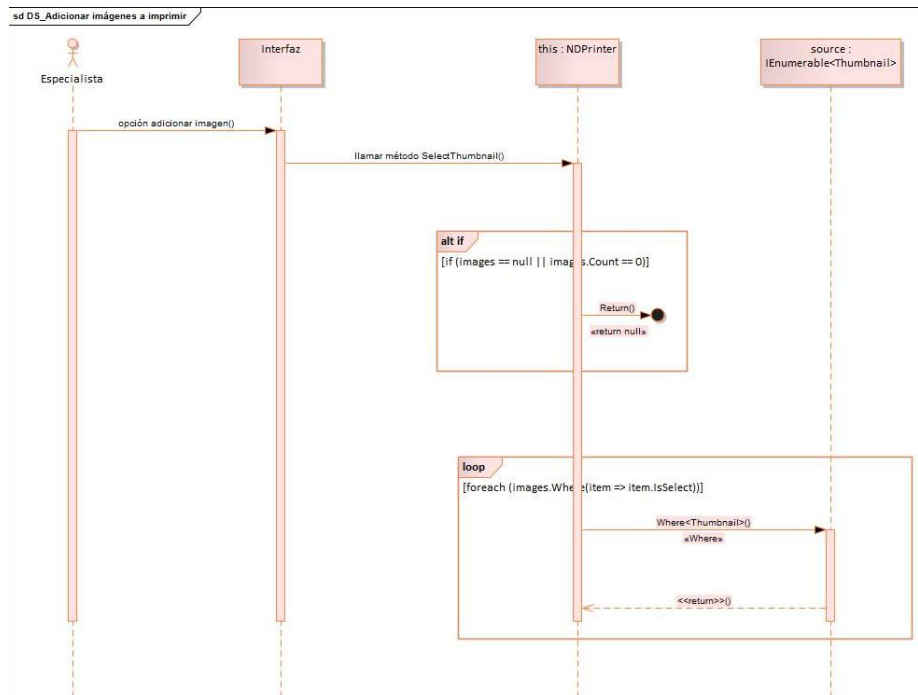 sd DS_Adicionar imágenes a imprimir
Especialista
Interfaz
this : NDPrinter
source :
IEnumerable<Thumbnail>
opción adicionar imagen()
llamar método SelectThumbnail()
alt if
[if (images == null || images.Count == 0)]
Return()
«return null»
loop
[foreach (images.Where(item => item.IsSelect))]
Where<Thumbnail>()
«Where»
<<return>>()